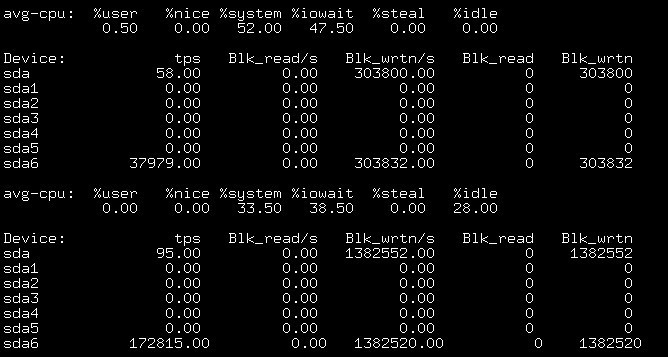 avg-cpu:  %user   %nice %system %iowait  %steal   %idle
           0.50    0.00   52.00   47.50    0.00    0.00
Device:            tps   Blk_read/s   Blk_wrtn/s   Blk_read   Blk_wrtn
sda              58.00         0.00    303800.00          0     303800
sda1              0.00         0.00         0.00          0          0
sda2              0.00         0.00         0.00          0          0
sda3              0.00         0.00         0.00          0          0
sda4              0.00         0.00         0.00          0          0
sda5              0.00         0.00         0.00          0          0
sda6          37979.00         0.00    303832.00          0     303832
avg-cpu:  %user   %nice %system %iowait  %steal   %idle
           0.00    0.00   33.50   38.50    0.00   28.00
Device:            tps   Blk_read/s   Blk_wrtn/s   Blk_read   Blk_wrtn
sda              95.00         0.00   1382552.00          0    1382552
sda1              0.00         0.00         0.00          0          0
sda2              0.00         0.00         0.00          0          0
sda3              0.00         0.00         0.00          0          0
sda4              0.00         0.00         0.00          0          0
sda5              0.00         0.00         0.00          0          0
sda6          172815.00         0.00   1382520.00          0    1382520